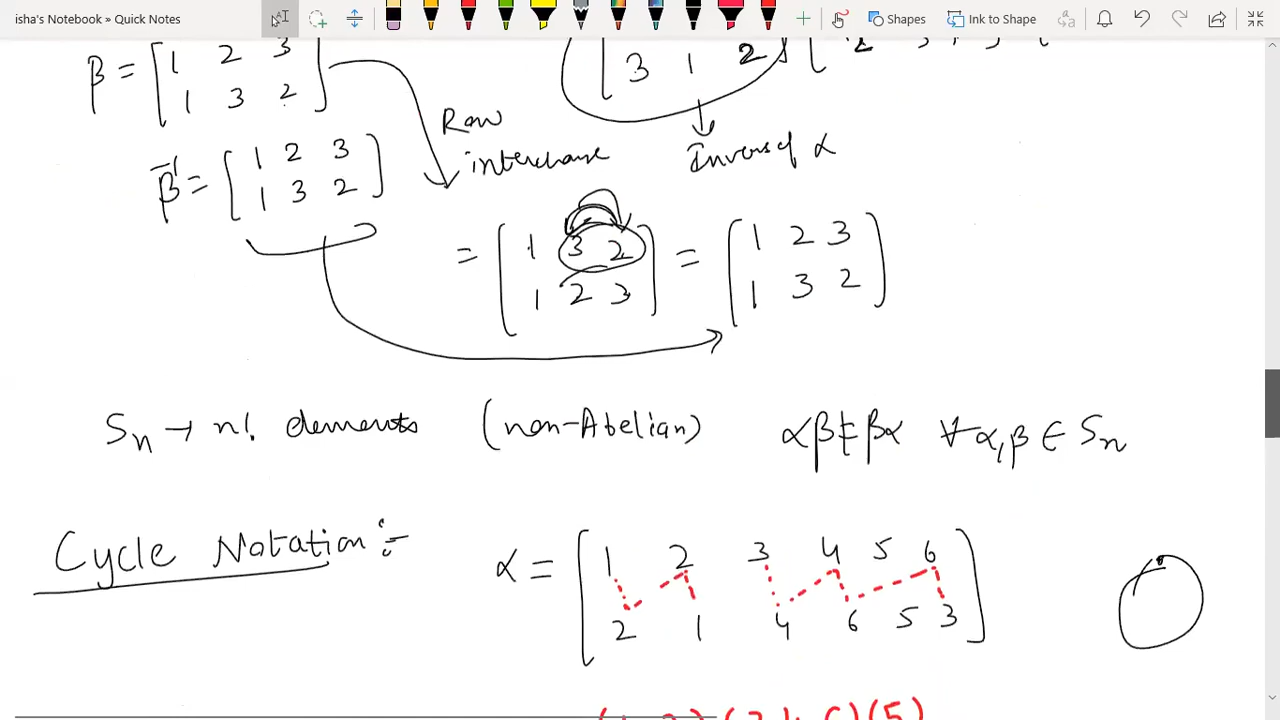 isha's Notebook » Quick Notes
Shapes
Ink to Shape
β = [ 1 2 3
1 3 2 ]
3 1 2
Row
interchange
Inverse of α
β⁻¹ = [ 1 2 3
1 3 2 ]
= [ 1 3 2
1 2 3 ] = [ 1 2 3
1 3 2 ]
Sn → n! elements (non-Abelian) αβ ≠ βα ∀ α, β ∈ Sn
Cycle Notation :-
α = [ 1 2 3 4 5 6
2 1 4 6 5 3 ]
(5)